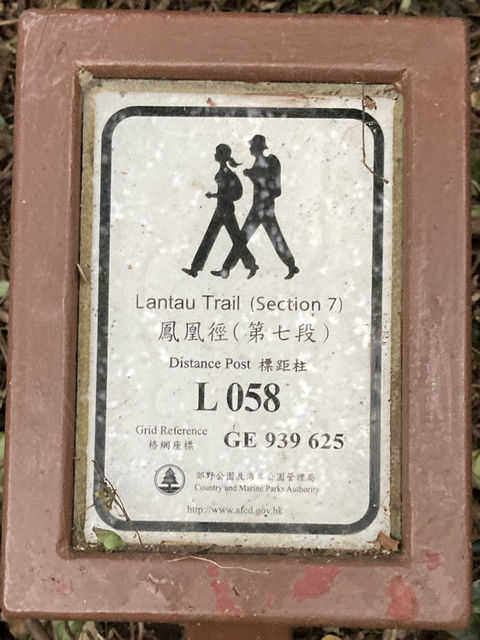 Lantau Trail (Section 7)
鳳凰徑(第七段)
Distance Post 標距柱
L 058
Grid Reference
格網座標
GE 939 625
郊野公園及海岸公園管理局
Country and Marine Parks Authority
http://www.afcd.gov.hk